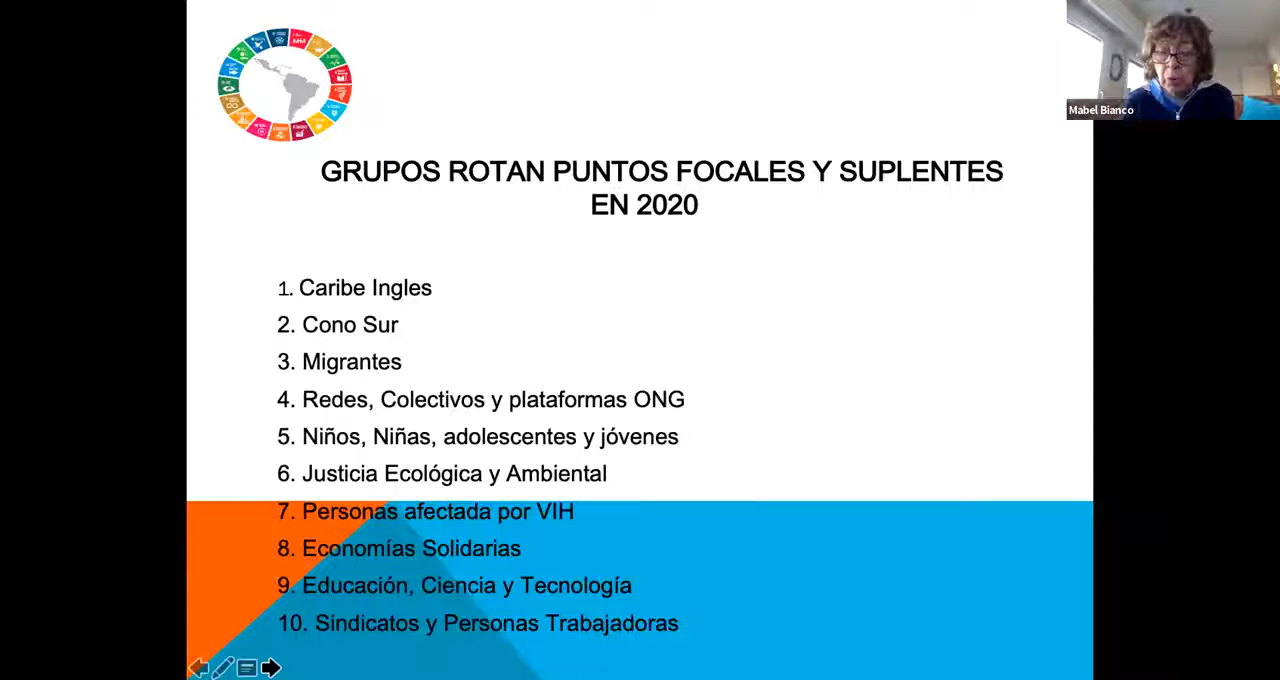 Mabel Bianco
GRUPOS ROTAN PUNTOS FOCALES Y SUPLENTES
EN 2020
1. Caribe Ingles
2. Cono Sur
3. Migrantes
4. Redes, Colectivos y plataformas ONG
5. Niños, Niñas, adolescentes y jóvenes
6. Justicia Ecológica y Ambiental
7. Personas afectada por VIH
8. Economías Solidarias
9. Educación, Ciencia y Tecnología
10. Sindicatos y Personas Trabajadoras